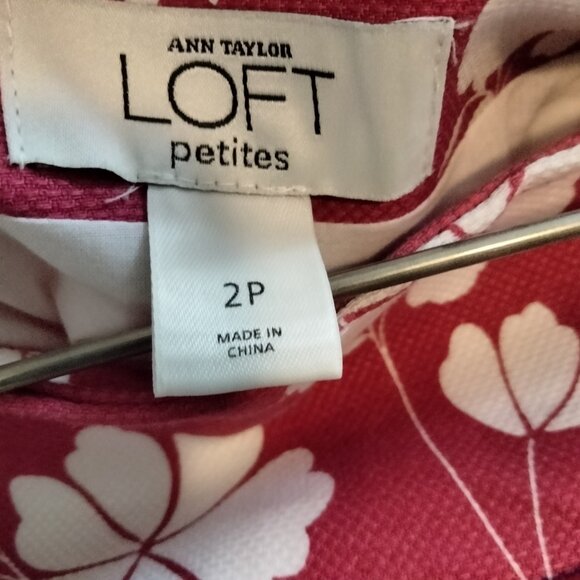 ANN TAYLOR
LOFT
petites
2P
MADE IN
CHINA